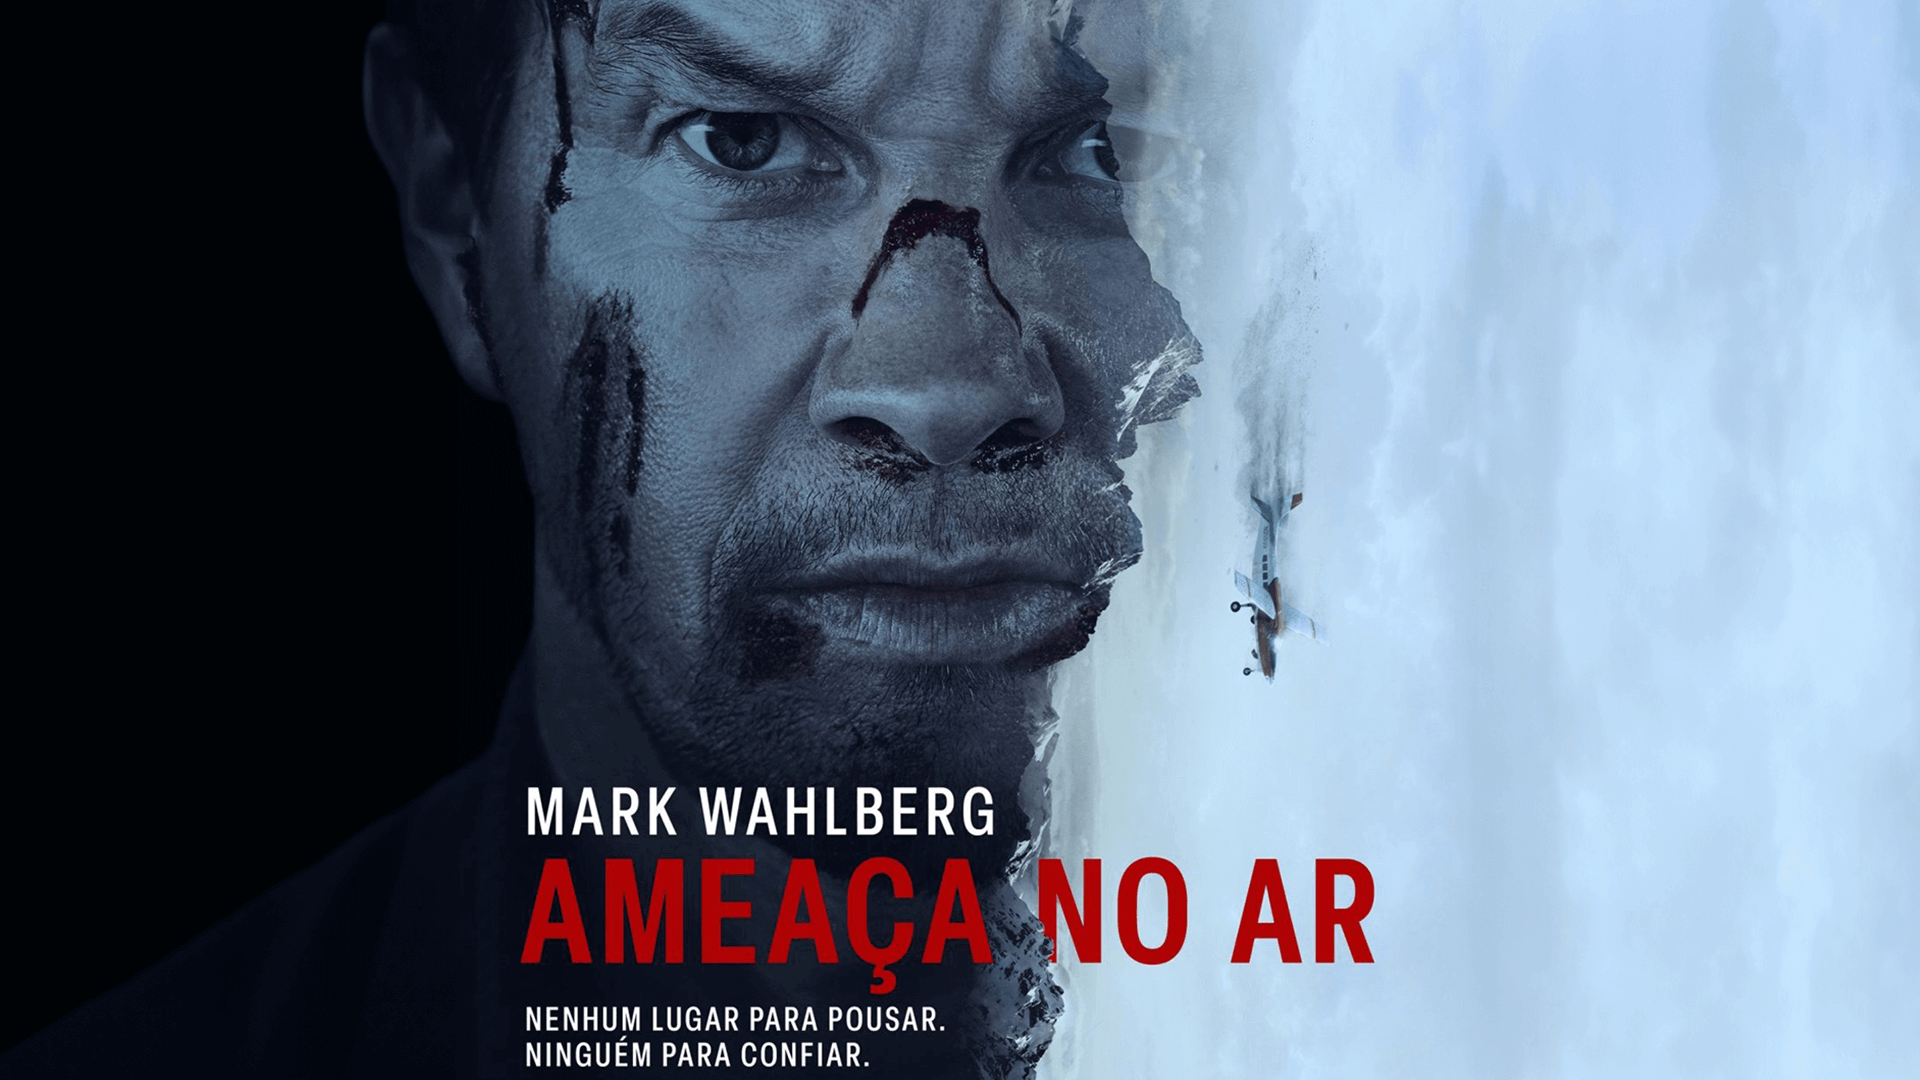 MARK WAHLBERG
AMEAÇA NO AR
NENHUM LUGAR PARA POUSAR.
NINGUÉM PARA CONFIAR.